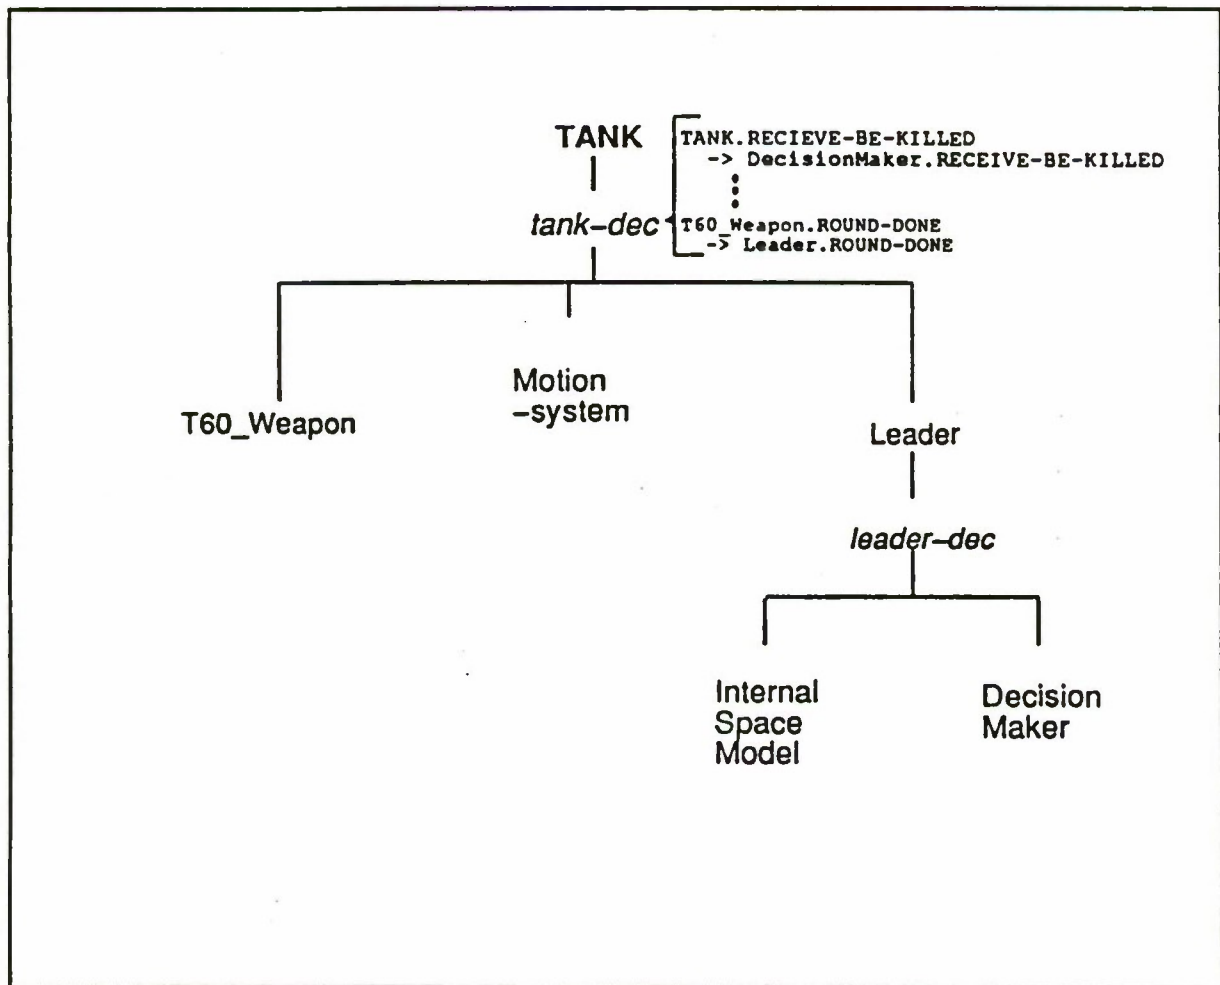 TANK
TANK.RECIEVE-BE-KILLED
-> DecisionMaker.RECEIVE-BE-KILLED
tank-dec
T60_Weapon.ROUND-DONE
-> Leader.ROUND-DONE
T60_Weapon
Motion
-system
Leader
leader-dec
Internal
Space
Model
Decision
Maker